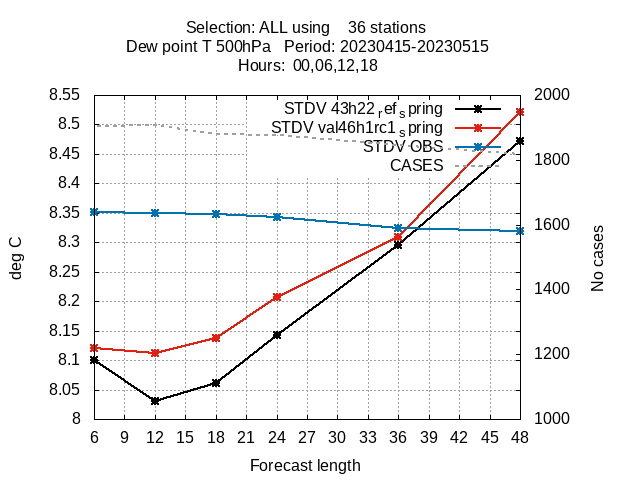 Selection: ALL using 36 stations
Dew point T 500hPa Period: 20230415-20230515
Hours: 00,06,12,18
STDV 43h22refspring
STDV val46h1rc1spring
STDV OBS
CASES
deg C
8.55
8.5
8.45
8.4
8.35
8.3
8.25
8.2
8.15
8.1
8.05
8
No cases
2000
1800
1600
1400
1200
1000
6 9 12 15 18 21 24 27 30 33 36 39 42 45 48
Forecast length